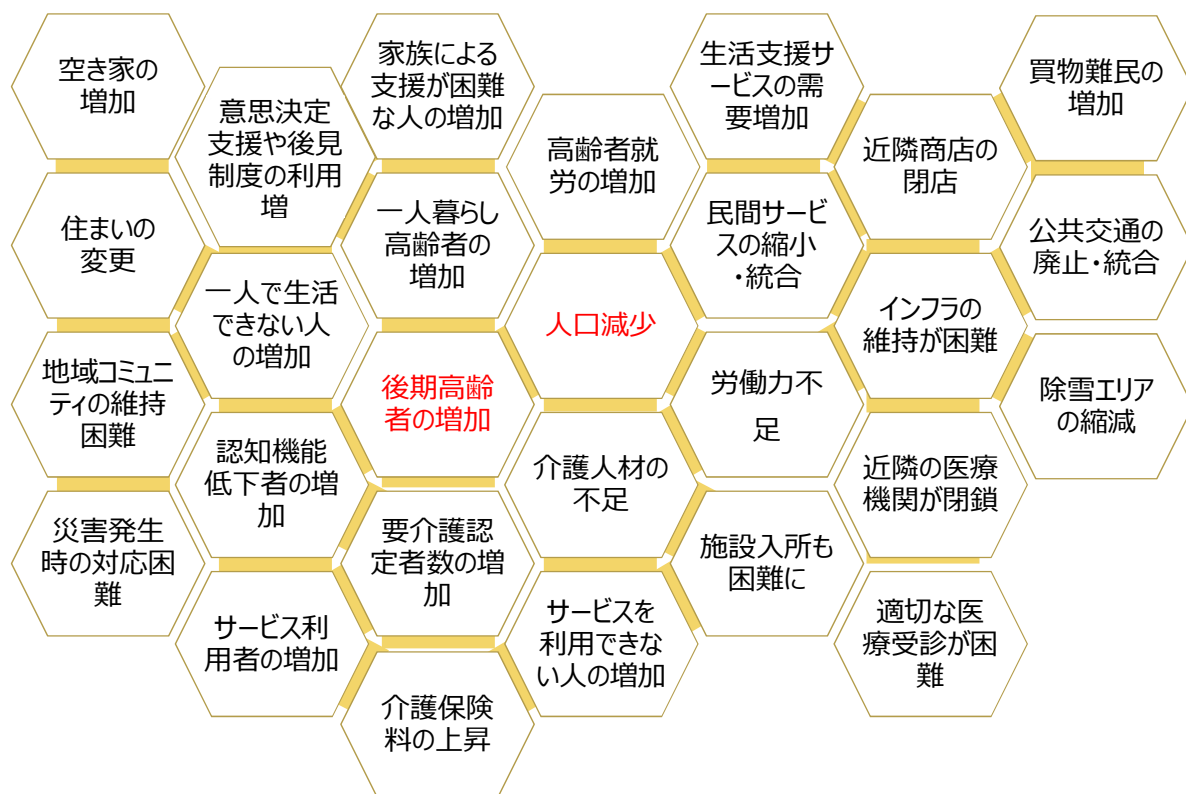 空き家の
増加
住まいの
変更
地域コミュニ
ティの維持
困難
災害発生
時の対応困
難
意思決定
支援や後見
制度の利用
増
一人で生活
できない人
の増加
認知機能
低下者の増
加
サービス利
用者の増加
家族による
支援が困難
な人の増加
一人暮らし
高齢者の
増加
後期高齢
者の増加
要介護認
定者数の増
加
介護保険
料の上昇
高齢者就
労の増加
人口減少
介護人材の
不足
サービスを
利用できな
い人の増加
生活支援サ
ービスの需
要増加
民間サービ
スの縮小
・統合
労働力不
足
施設入所も
困難に
近隣商店の
閉店
インフラの
維持が困難
近隣の医療
機関が閉鎖
適切な医
療受診が困
難
買物難民の
増加
公共交通の
廃止・統合
除雪エリア
の縮減